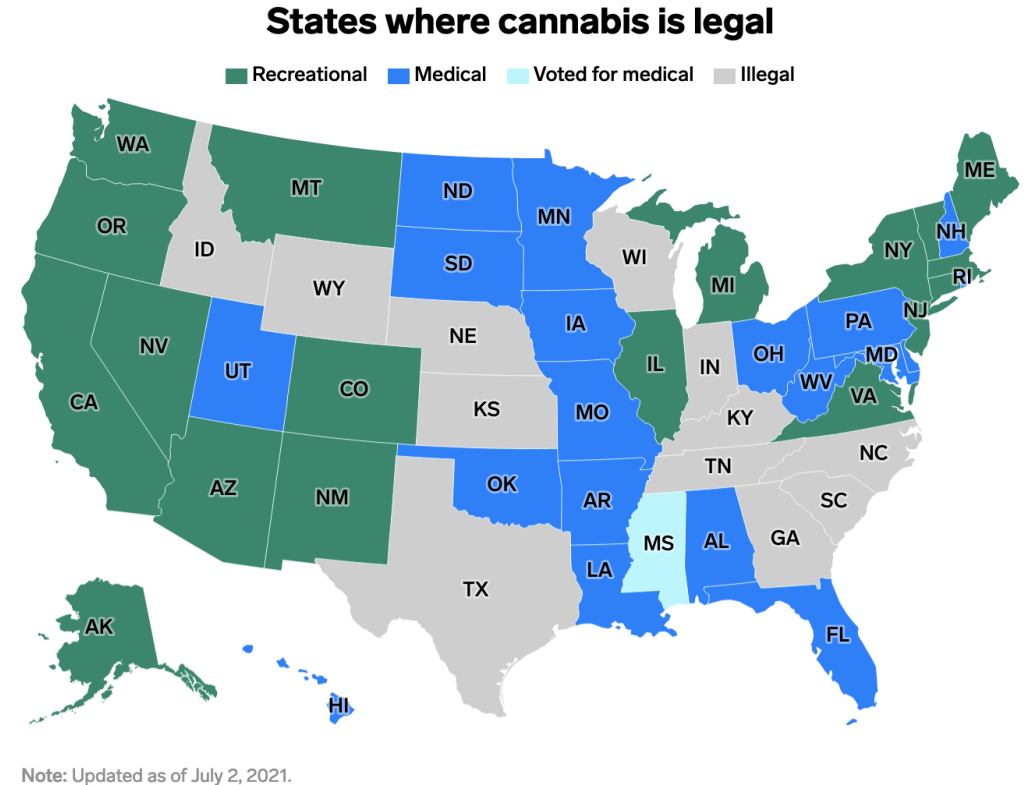 States where cannabis is legal
Recreational Medical Voted for medical Illegal
WA
ME
MT
ND
MN
OR
NH
ID
SD
WI
NY
RI
WY
MI
NJ
IA
PA
NE
NV
OH
MD
UT
IL
IN
CO
WV
VA
CA
KS
MO
KY
NC
TN
AZ
OK
NM
AR
SC
MS
AL
GA
LA
TX
AK
FL
HI
Note: Updated as of July 2, 2021.